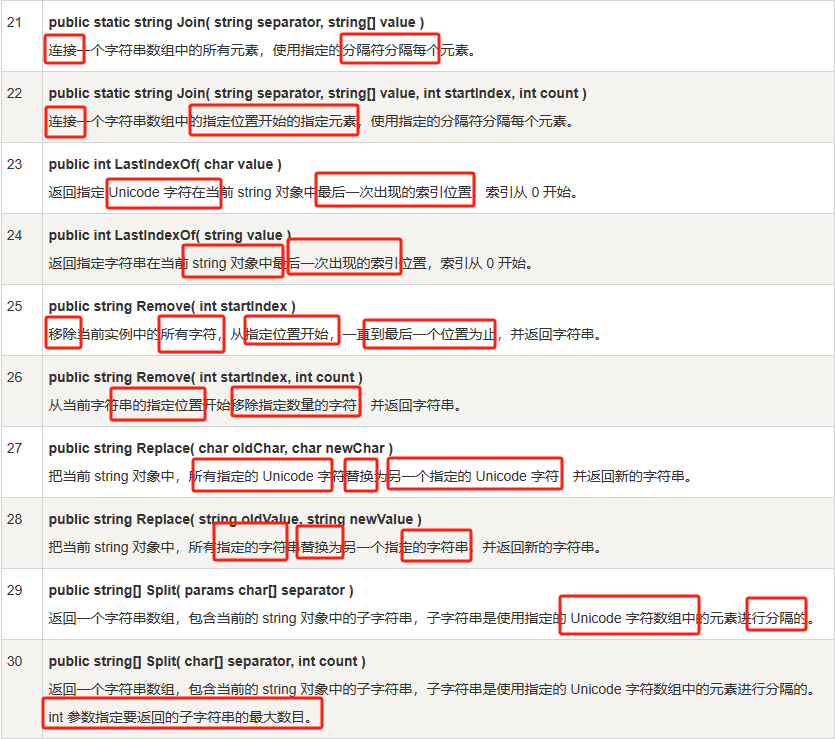 21
public static string Join( string separator, string[] value )
连接一个字符串数组中的所有元素，使用指定的分隔符分隔每个元素。
22
public static string Join( string separator, string[] value, int startIndex, int count )
连接一个字符串数组中的指定位置开始的指定元素，使用指定的分隔符分隔每个元素。
23
public int LastIndexOf( char value )
返回指定 Unicode 字符在当前 string 对象中最后一次出现的索引位置，索引从 0 开始。
24
public int LastIndexOf( string value )
返回指定字符串在当前 string 对象中最后一次出现的索引位置，索引从 0 开始。
25
public string Remove( int startIndex )
移除当前实例中的所有字符，从指定位置开始，一直到最后一个位置为止，并返回字符串。
26
public string Remove( int startIndex, int count )
从当前字符串的指定位置开始移除指定数量的字符，并返回字符串。
27
public string Replace( char oldChar, char newChar )
把当前 string 对象中，所有指定的 Unicode 字符替换为另一个指定的 Unicode 字符，并返回新的字符串。
28
public string Replace( string oldValue, string newValue )
把当前 string 对象中，所有指定的字符串替换为另一个指定的字符串，并返回新的字符串。
29
public string[] Split( params char[] separator )
返回一个字符串数组，包含当前的 string 对象中的子字符串，子字符串是使用指定的 Unicode 字符数组中的元素进行分隔的。
30
public string[] Split( char[] separator, int count )
返回一个字符串数组，包含当前的 string 对象中的子字符串，子字符串是使用指定的 Unicode 字符数组中的元素进行分隔的。
int 参数指定要返回的子字符串的最大数目。